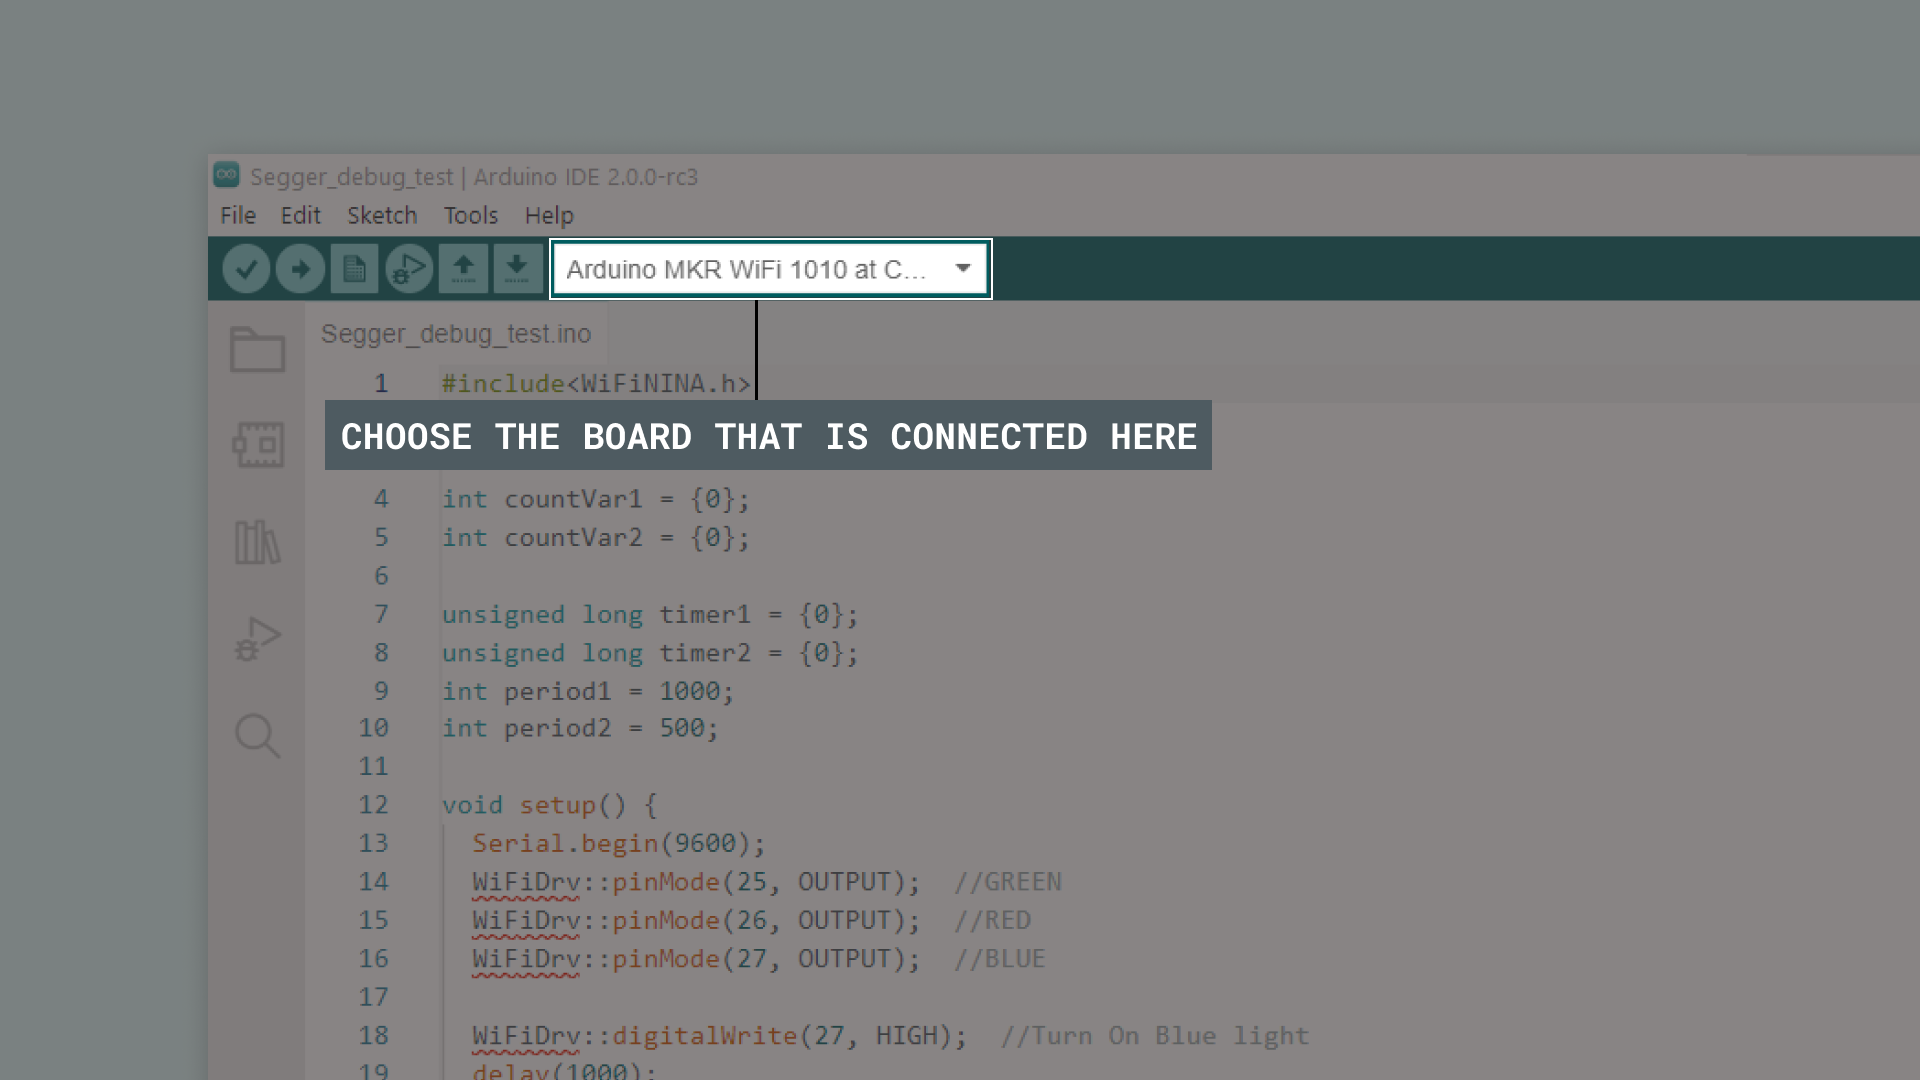 Segger_debug_test | Arduino IDE 2.0.0-rc3
File Edit Sketch Tools Help
Arduino MKR WiFi 1010 at C...
Segger_debug_test.ino
1 #include<WiFiNINA.h>
CHOOSE THE BOARD THAT IS CONNECTED HERE
4 int countVar1 = {0};
5 int countVar2 = {0};
6
7 unsigned long timer1 = {0};
8 unsigned long timer2 = {0};
9 int period1 = 1000;
10 int period2 = 500;
11
12 void setup() {
13 Serial.begin(9600);
14 WiFiDrv::pinMode(25, OUTPUT); //GREEN
15 WiFiDrv::pinMode(26, OUTPUT); //RED
16 WiFiDrv::pinMode(27, OUTPUT); //BLUE
17
18 WiFiDrv::digitalWrite(27, HIGH); //Turn On Blue light
19 delay(1000);